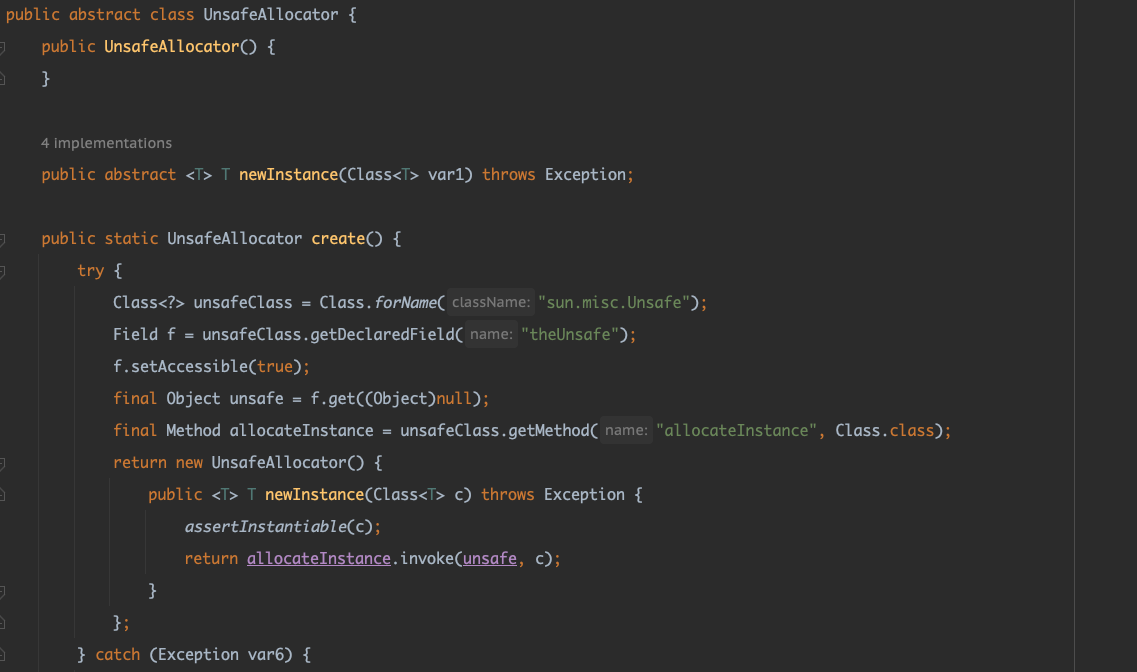 public abstract class UnsafeAllocator {
public UnsafeAllocator() {
}
4 implementations
public abstract <T> T newInstance(Class<T> var1) throws Exception;
public static UnsafeAllocator create() {
try {
Class<?> unsafeClass = Class.forName( className: "sun.misc.Unsafe");
Field f = unsafeClass.getDeclaredField( name: "theUnsafe");
f.setAccessible(true);
final Object unsafe = f.get((Object)null);
final Method allocateInstance = unsafeClass.getMethod( name: "allocateInstance", Class.class);
return new UnsafeAllocator() {
public <T> T newInstance(Class<T> c) throws Exception {
assertInstantiable(c);
return allocateInstance.invoke(unsafe, c);
}
};
} catch (Exception var6) {